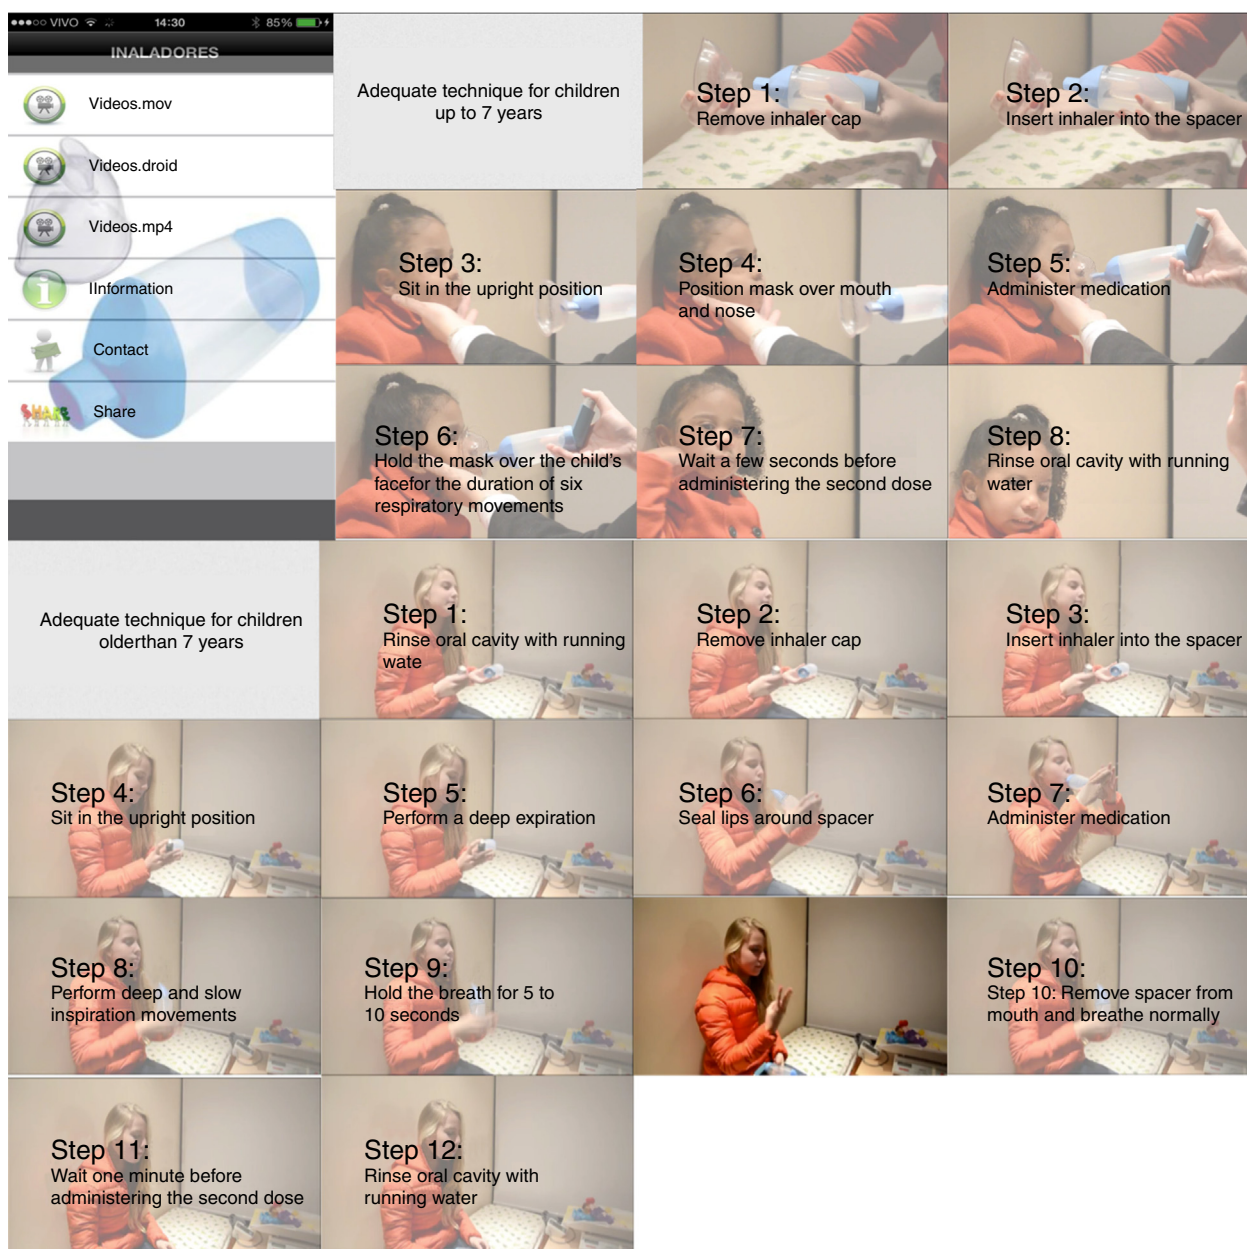 VIVO 14:30 85%
INALADORES
Videos.mov
Videos.droid
Videos.mp4
IInformation
Contact
SHARE Share
Adequate technique for children
up to 7 years
Step 1:
Remove inhaler cap
Step 2:
Insert inhaler into the spacer
Step 3:
Sit in the upright position
Step 4:
Position mask over mouth
and nose
Step 5:
Administer medication
Step 6:
Hold the mask over the child's
facefor the duration of six
respiratory movements
Step 7:
Wait a few seconds before
administering the second dose
Step 8:
Rinse oral cavity with running
water
Adequate technique for children
olderthan 7 years
Step 1:
Rinse oral cavity with running
wate
Step 2:
Remove inhaler cap
Step 3:
Insert inhaler into the spacer
Step 4:
Sit in the upright position
Step 5:
Perform a deep expiration
Step 6:
Seal lips around spacer
Step 7:
Administer medication
Step 8:
Perform deep and slow
inspiration movements
Step 9:
Hold the breath for 5 to
10 seconds
Step 10:
Step 10: Remove spacer from
mouth and breathe normally
Step 11:
Wait one minute before
administering the second dose
Step 12:
Rinse oral cavity with
running water